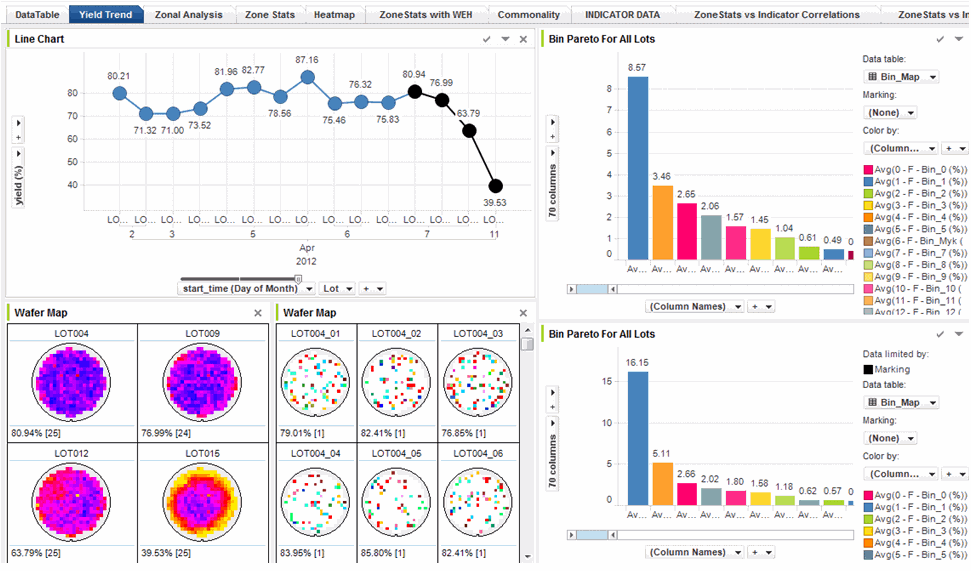 DataTable Yield Trend Zonal Analysis Zone Stats Heatmap ZoneStats with WEH Commonality INDICATOR DATA ZoneStats vs Indicator Correlations ZoneStats vs In
Line Chart
80.21 71.32 71.00 73.52 81.96 82.77 78.56 87.16 75.46 76.32 75.83 80.94 76.99 63.79 39.53
80
70
60
50
40
yield (%)
LO... LO... LO... LO... LO... LO... LO... LO... LO... LO... LO... LO... LO... LO... LO...
2 3 4 5 6 7 11
Apr
2012
start_time (Day of Month) Lot +
Wafer Map
LOT004 LOT009
80.94% [25] 76.99% [24]
LOT012 LOT015
63.79% [25] 39.53% [25]
Wafer Map
LOT004_01 LOT004_02 LOT004_03
79.01% [1] 82.41% [1] 76.85% [1]
LOT004_04 LOT004_05 LOT004_06
83.95% [1] 85.80% [1] 82.41% [1]
Bin Pareto For All Lots
8.57 3.46 2.65 2.06 1.57 1.45 1.04 0.61 0.49 0
8
6
5
4
3
2
1
0
70 columns
Av... Av... Av... Av... Av... Av... Av... Av... Av...
(Column Names) +
Data table:
Bin_Map
Marking:
(None)
Color by:
(Column... +
Avg(0 - F - Bin_0 (%))
Avg(1 - F - Bin_1 (%))
Avg(2 - F - Bin_2 (%))
Avg(3 - F - Bin_3 (%))
Avg(4 - F - Bin_4 (%))
Avg(5 - F - Bin_5 (%))
Avg(6 - F - Bin_Myk (
Avg(7 - F - Bin_7 (%))
Avg(8 - F - Bin_8 (%))
Avg(9 - F - Bin_9 (%))
Avg(10 - F - Bin_10 (
Avg(11 - F - Bin_11 (
Avg(12 - F - Bin_12 (
Bin Pareto For All Lots
16.15 5.11 2.66 2.02 1.80 1.58 1.18 0.62 0.57 0
15
10
5
0
70 columns
Av... Av... Av... Av... Av... Av... Av... Av... Av...
(Column Names) +
Data limited by:
Marking
Data table:
Bin_Map
Marking:
(None)
Color by:
(Column... +
Avg(0 - F - Bin_0 (%))
Avg(1 - F - Bin_1 (%))
Avg(2 - F - Bin_2 (%))
Avg(3 - F - Bin_3 (%))
Avg(4 - F - Bin_4 (%))
Avg(5 - F - Bin_5 (%))